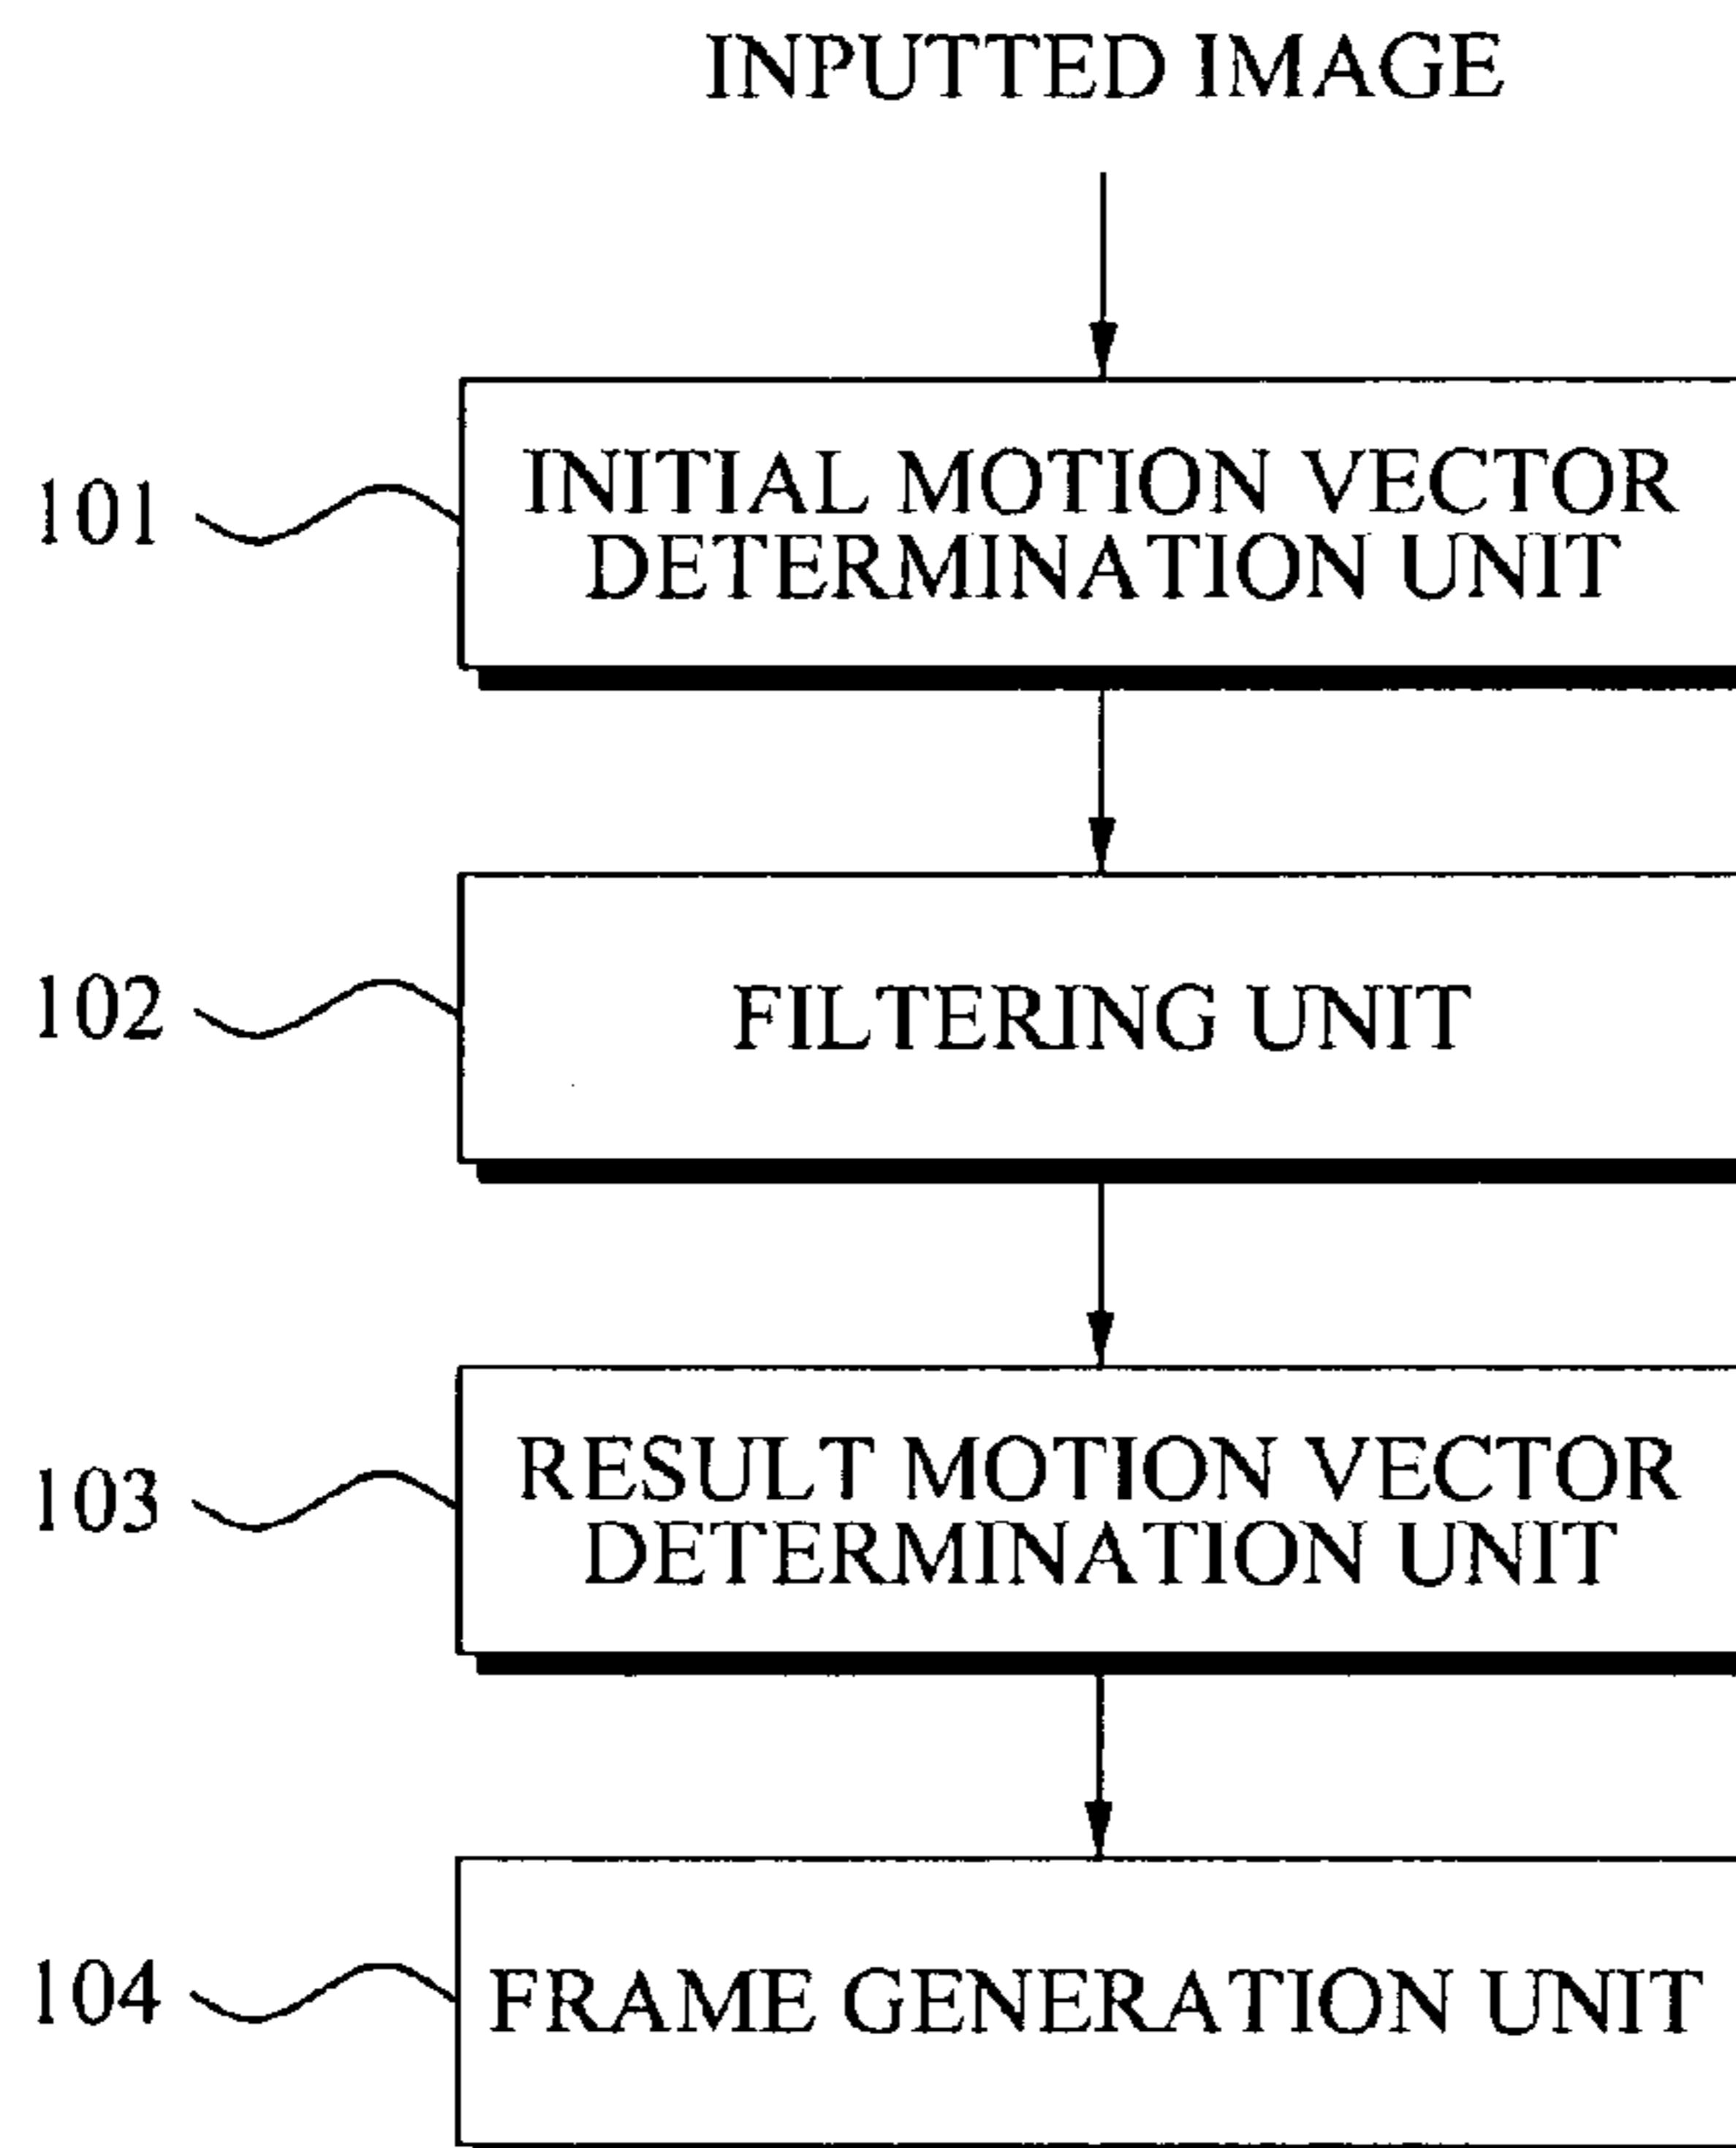 INPUTTED IMAGE
101
INITIAL MOTION VECTOR
DETERMINATION UNIT
102
FILTERING UNIT
103
RESULT MOTION VECTOR
DETERMINATION UNIT
104
FRAME GENERATION UNIT